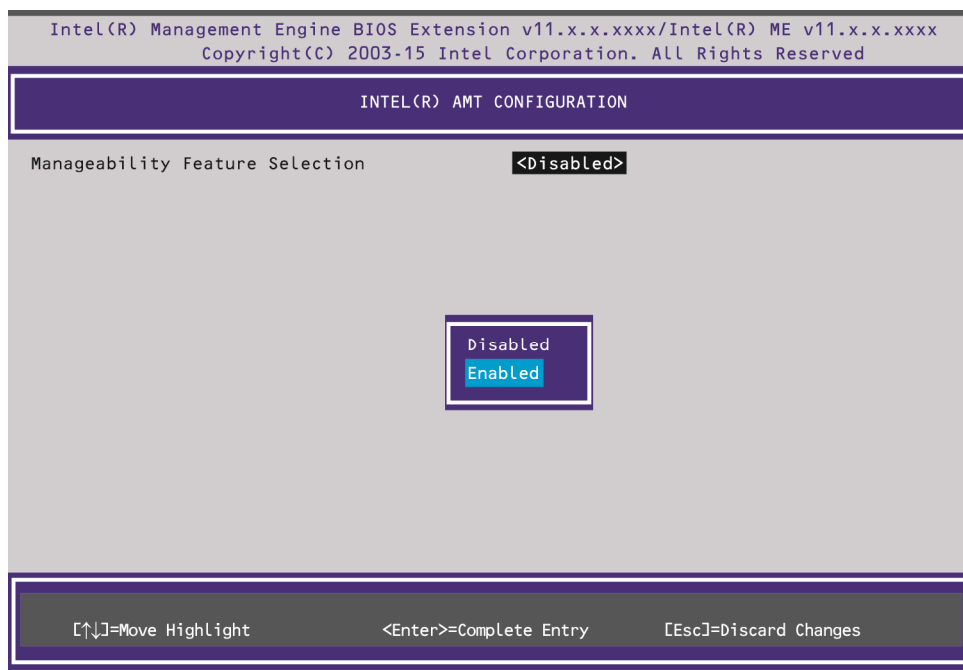 Intel(R) Management Engine BIOS Extension v11.x.x.xxxx/Intel(R) ME v11.x.x.xxxx
Copyright(C) 2003-15 Intel Corporation. All Rights Reserved
INTEL(R) AMT CONFIGURATION
Manageability Feature Selection <Disabled>
Disabled
Enabled
[↑↓]=Move Highlight <Enter>=Complete Entry [Esc]=Discard Changes